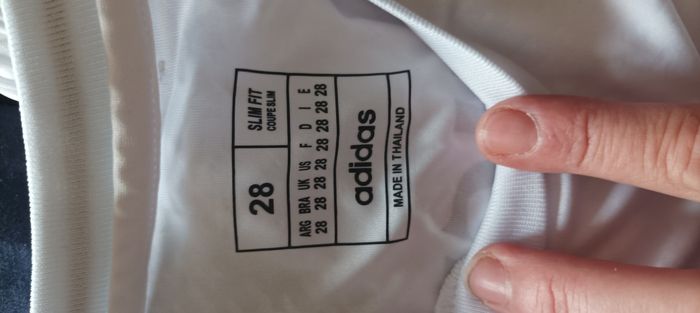 adidas
MADE IN THAILAND
ARG BRA UK US F D I E
28 28 28 28 28 28 28 28
28
SLIM FIT
COUPE SLIM